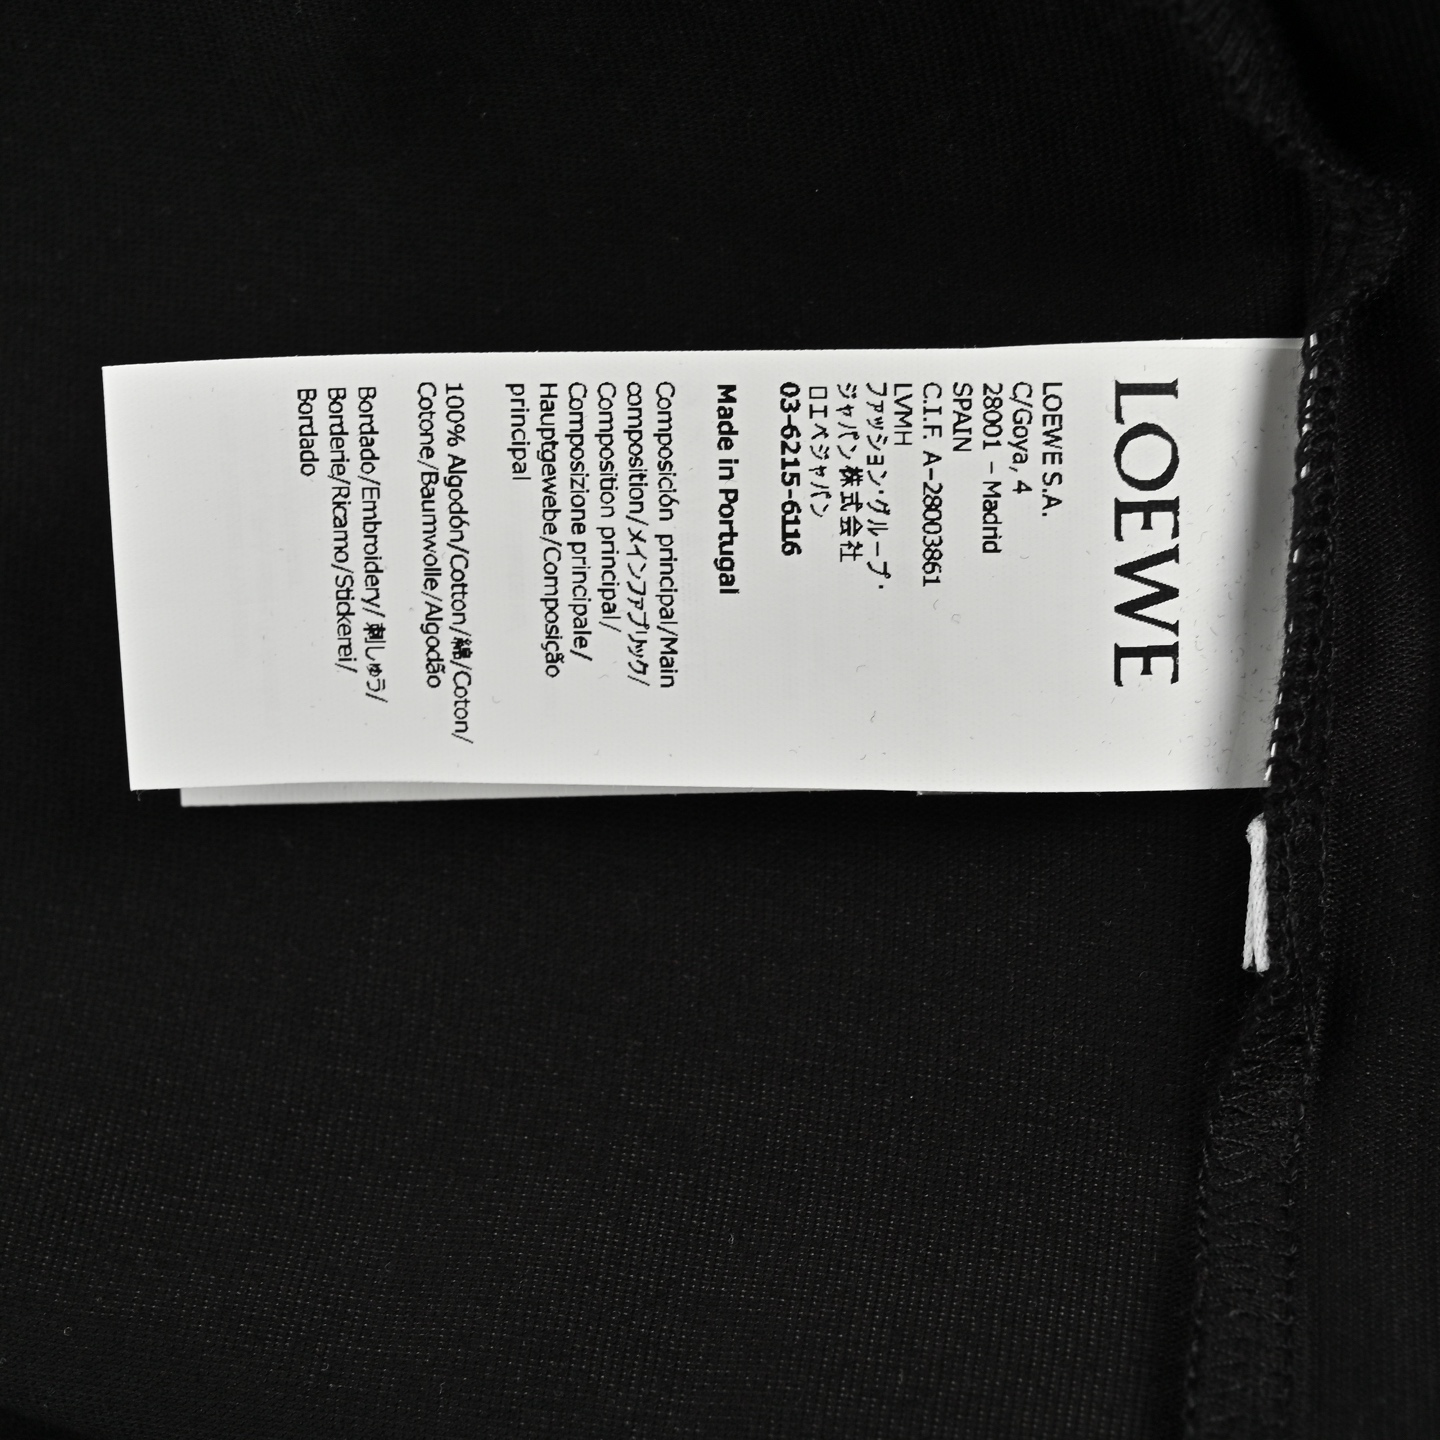 LOEWE
LOEWE S.A.
C/Goya, 4
28001 – Madrid
SPAIN
C.I.F. A-28003861
LVMH
ファッション・グループ・
ジャパン株式会社
ロエベジャパン
03-6215-6116
Made in Portugal
Composición principal/Main
composition/メインファブリック/
Composition principal/
Composizione principale/
Hauptgewebe/Composição
principal
100% Algodón/Cotton/綿/Coton/
Cotone/Baumwolle/Algodão
Bordado/Embroidery/刺しゅう/
Borderie/Ricamo/Stickerei/
Bordado